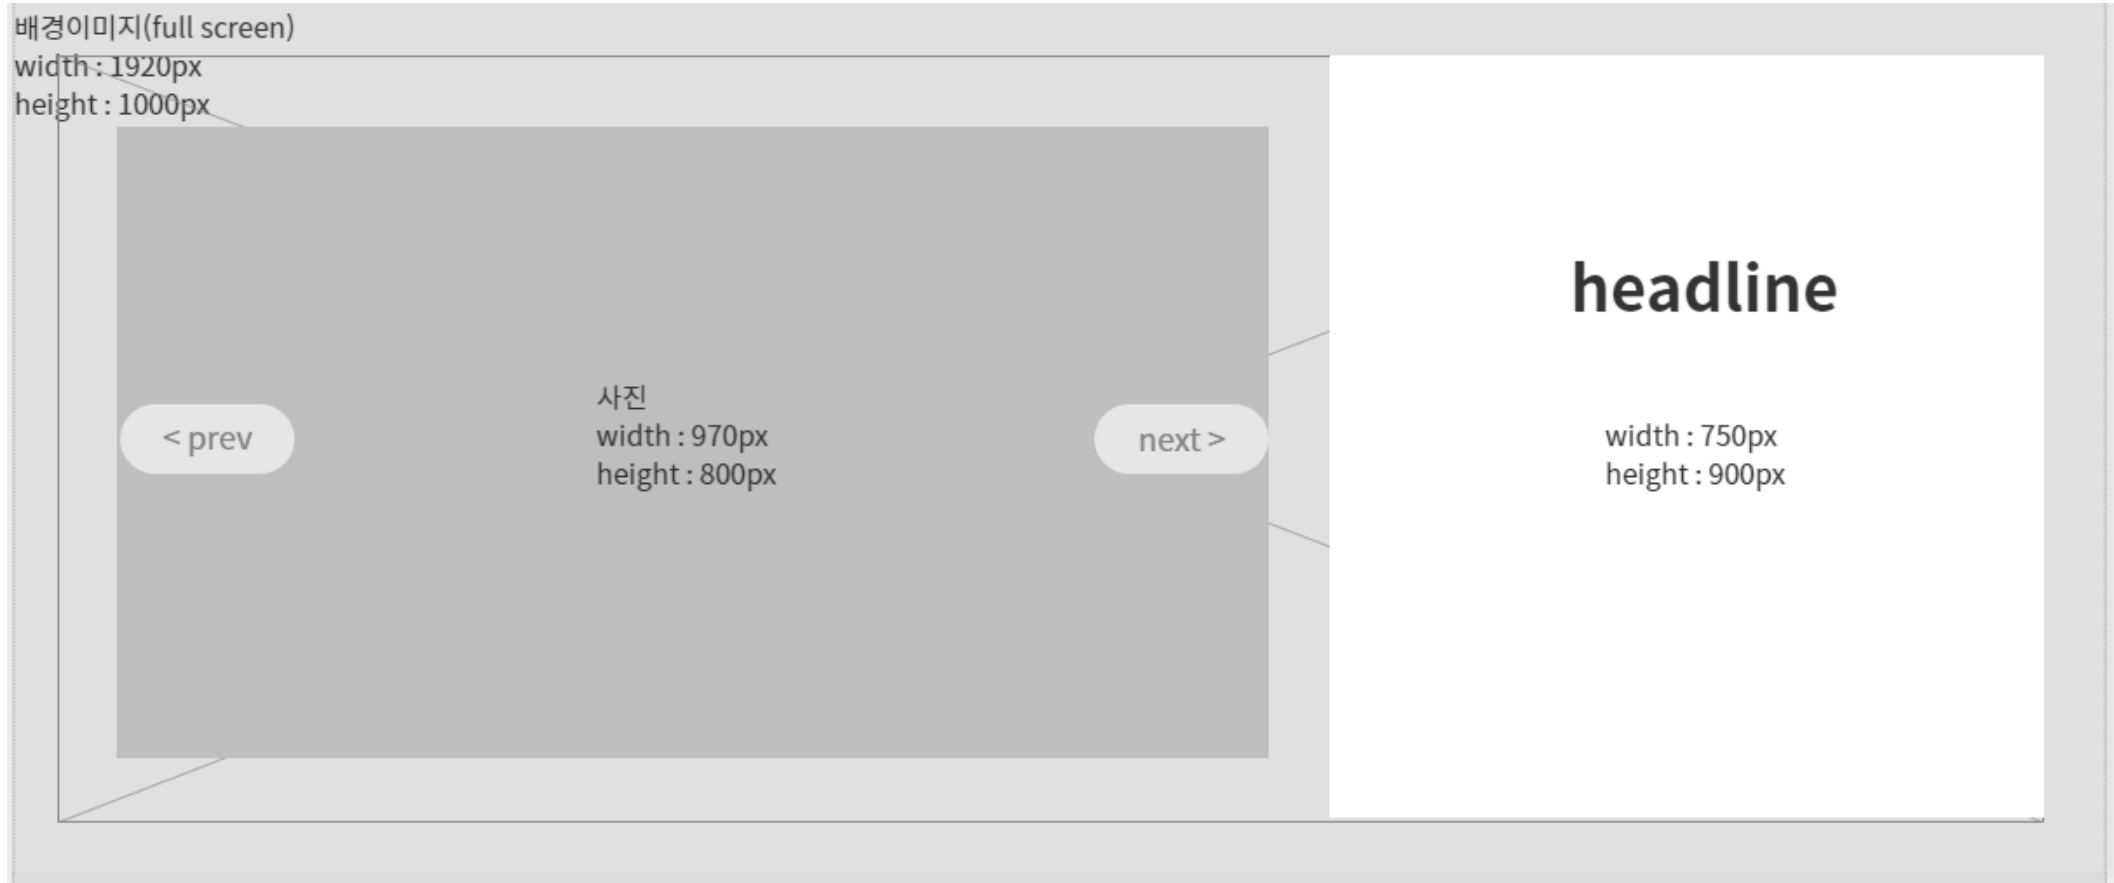 배경이미지(full screen)
width : 1920px
height : 1000px
headline
사진
width : 970px
height : 800px
< prev
next >
width : 750px
height : 900px